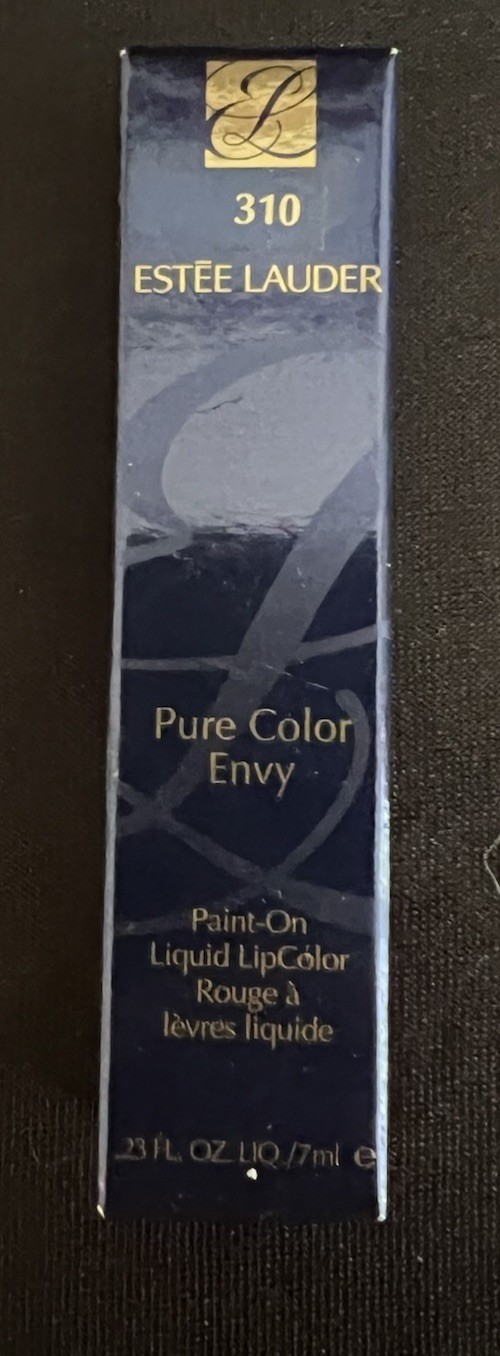 310
ESTĒE LAUDER
Pure Color
Envy
Paint-On
Liquid LipColor
Rouge à
lèvres liquide
.23 FL. OZ. LIQ./7ml e